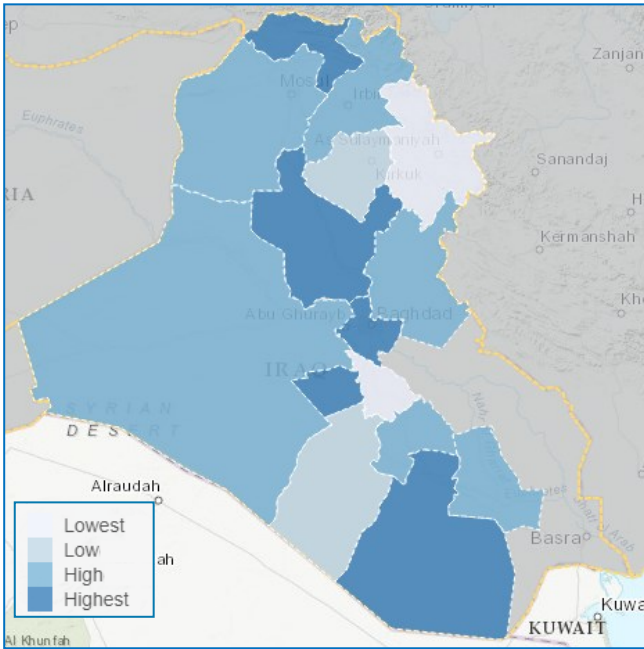 Zanjan
Mosul
Irbil
Euphrates
As Sulaymaniyah
Sanandaj
Kirkuk
Kermanshah
Abu Ghurayb
Baghdad
IRAQ
SYRIAN
DESERT
Alraudah
Basra
Lowest
Low
High
Highest
ah
Kuwa
KUWAIT
Al Khunfah